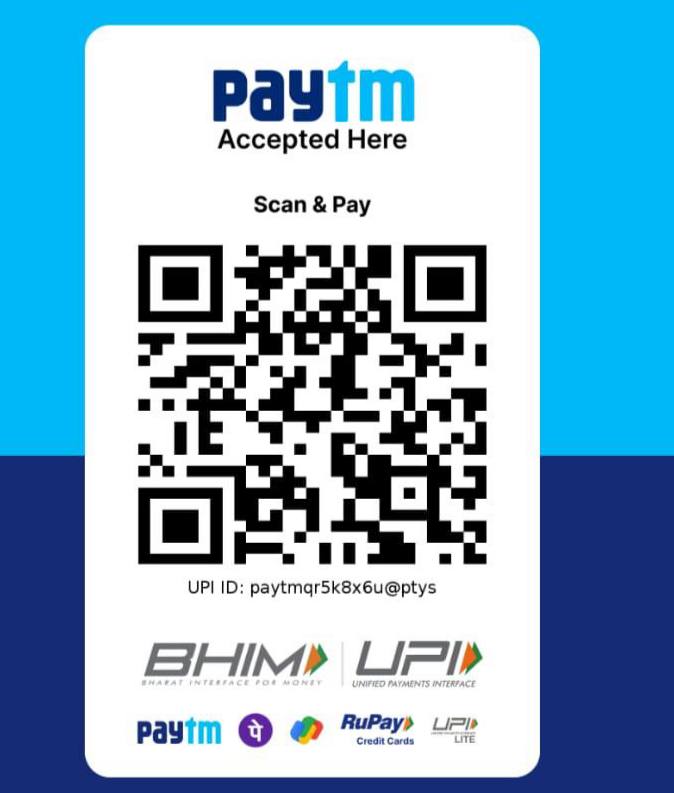 paytm
Accepted Here
Scan & Pay
UPI ID: paytmqr5k8x6u@ptys
BHIM UPI
BHARAT INTERFACE FOR MONEY UNIFIED PAYMENTS INTERFACE
paytm पे RuPay UPI
Credit Cards LITE